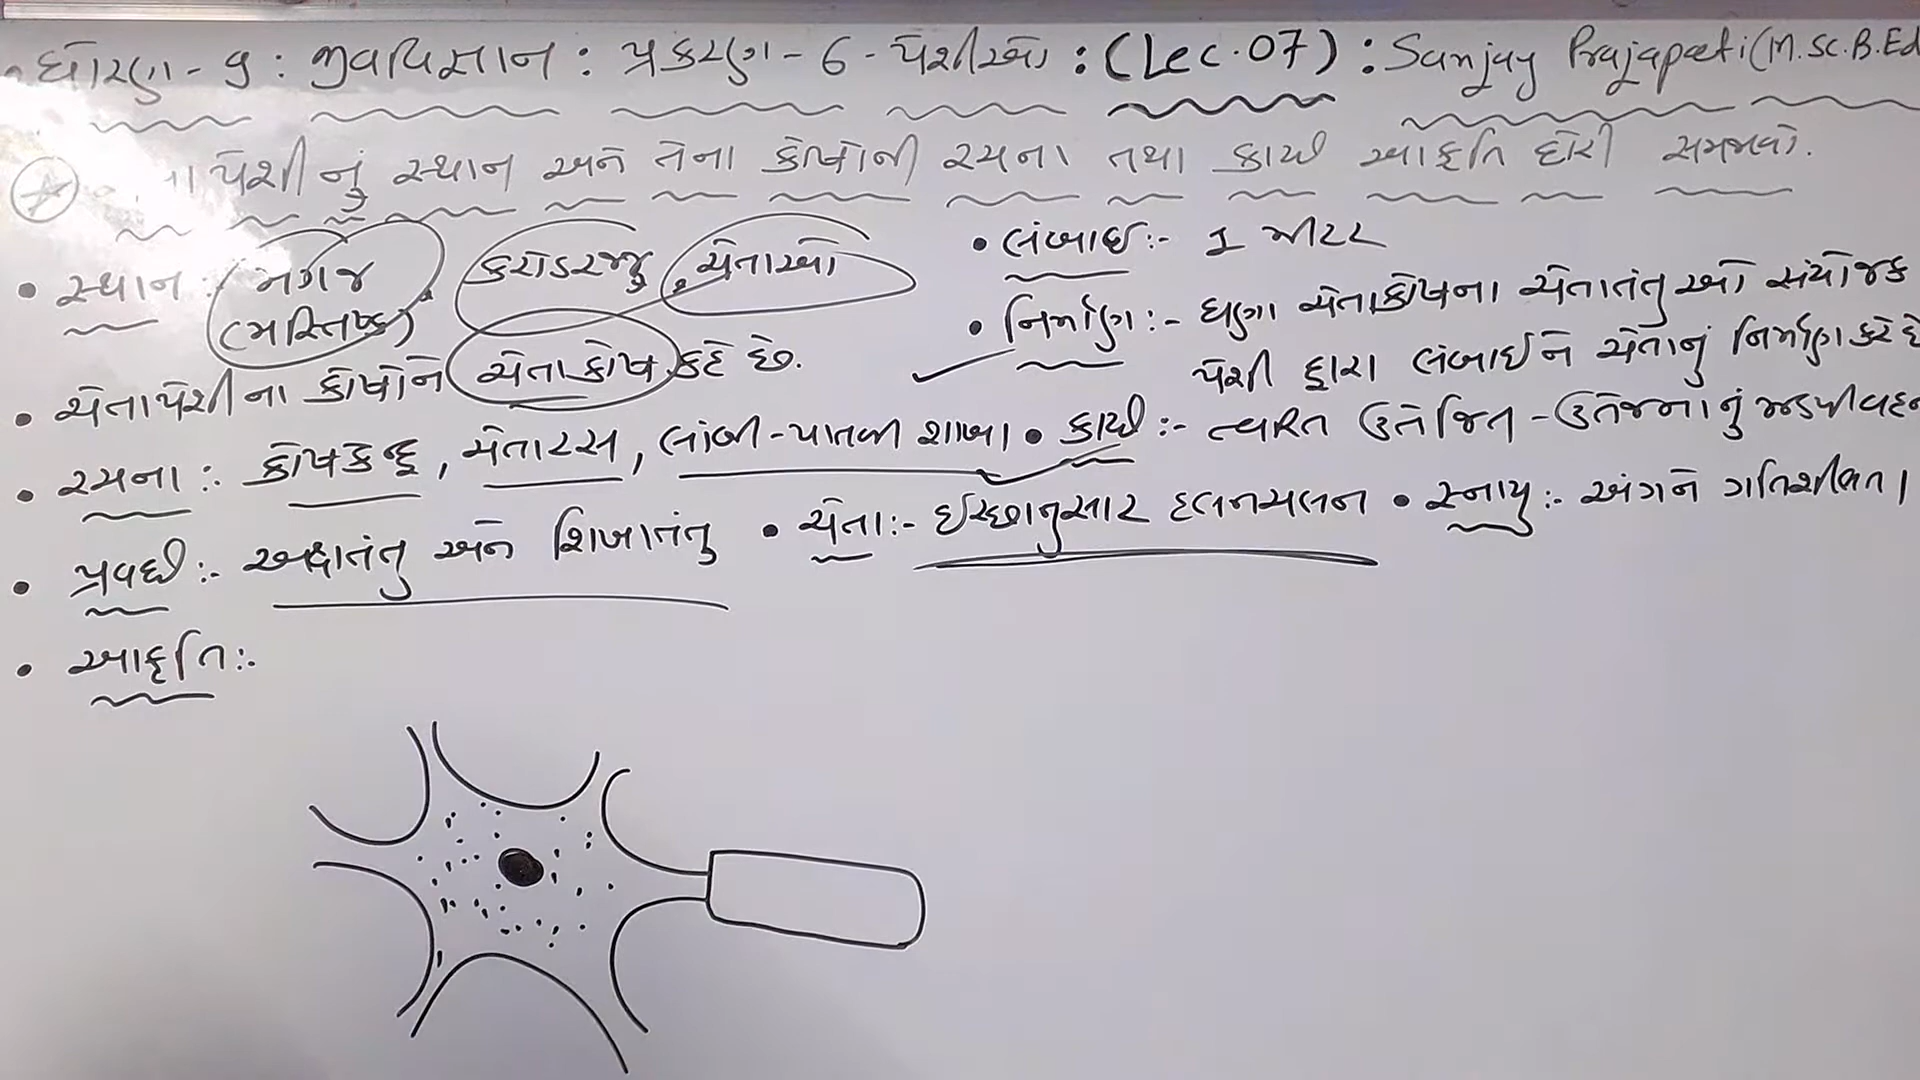 ધોરણ - 9 : જીવવિજ્ઞાન : પ્રકરણ - 6 - પેશીઓ : (Lec. 07) : Sanjay Prajapati (M.Sc. B.Ed
પેશીનું સ્થાન અને તેના કોષોની રચના તથા કાર્ય આકૃતિ દોરી સમજાવો.
• સ્થાન : મગજ (મસ્તિષ્ક), કરોડરજ્જુ, ચેતાઓ
• ચેતાપેશીના કોષોને ચેતાકોષ કહે છે.
• રચના :- કોષકેન્દ્ર, ચેતારસ, લાંબી-પાતળી શાખા
• પ્રવર્ધ :- અક્ષતંતુ અને શિખાતંતુ
• આકૃતિ :-
• લંબાઈ :- 1 મીટર
• નિર્માણ :- ઘણા ચેતાકોષના ચેતાતંતુઓ સંયોજક
પેશી દ્વારા લંબાઈને ચેતાનું નિર્માણ કરે છે
• કાર્ય :- ત્વરિત ઉત્તેજિત - ઉત્તેજનાનું ઝડપી વહન
• ચેતા :- ઈચ્છાનુસાર હલનચલન • સ્નાયુ :- અંગને ગતિશીલતા